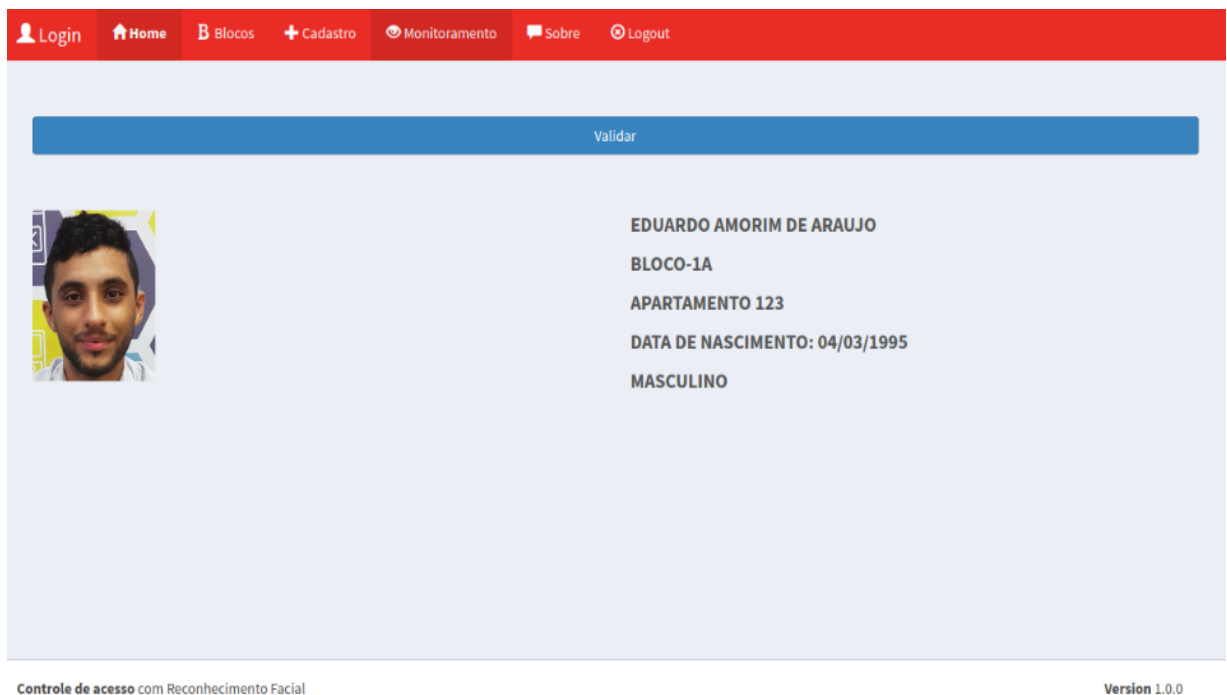 Login Home B Blocos Cadastro Monitoramento Sobre Logout
Validar
EDUARDO AMORIM DE ARAUJO
BLOCO-1A
APARTAMENTO 123
DATA DE NASCIMENTO: 04/03/1995
MASCULINO
Controle de acesso com Reconhecimento Facial
Version 1.0.0